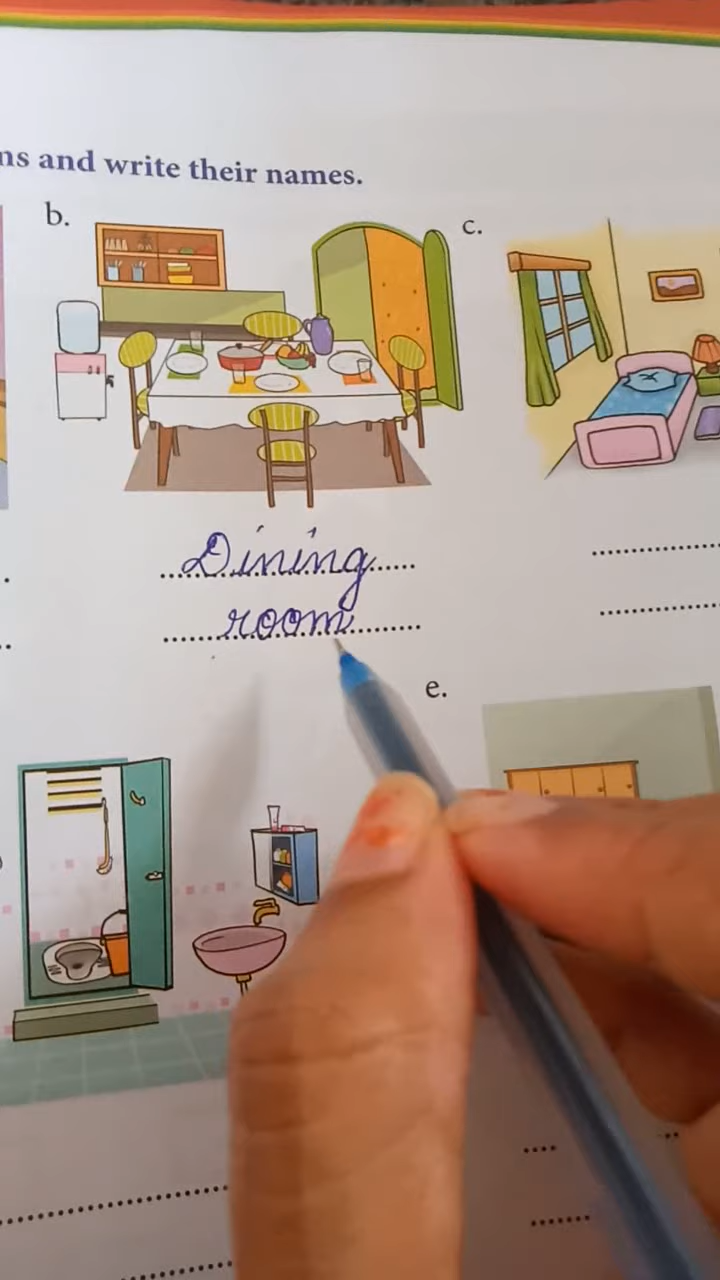 ns and write their names.
b.
c.
Dining
room
e.